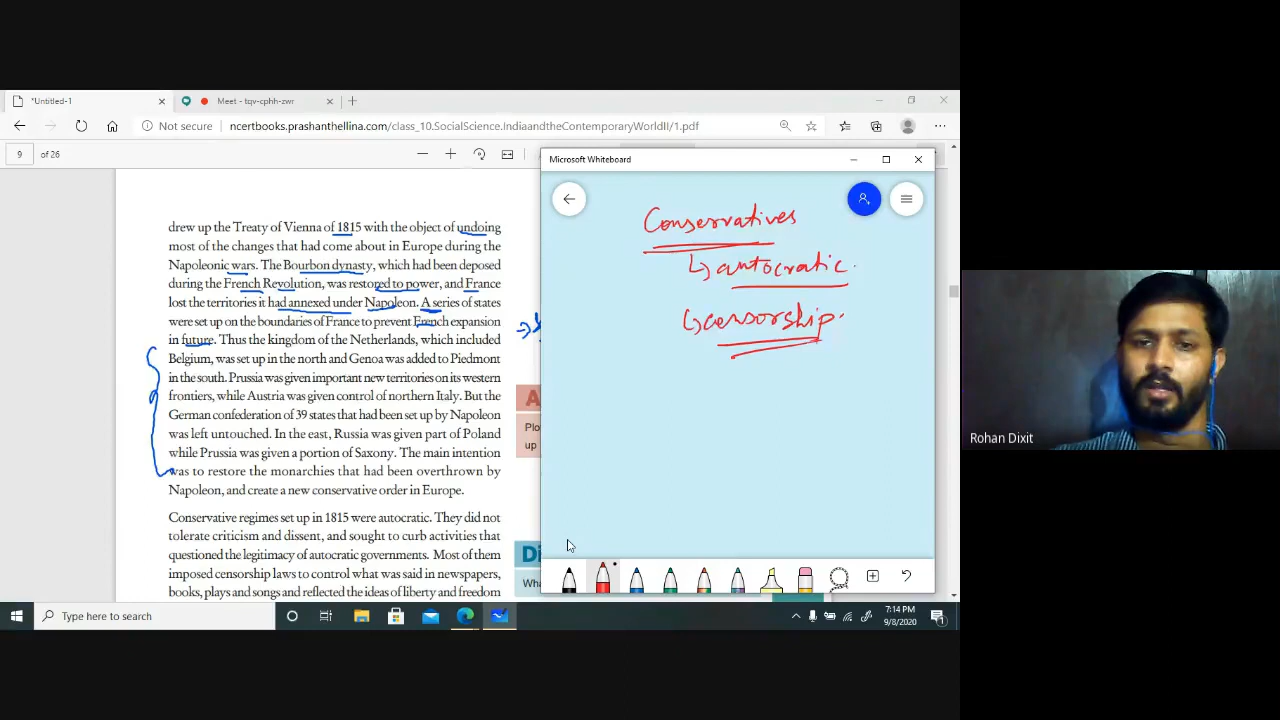 *Untitled-1
Meet - tqv-cphh-zwr
Not secure
ncertbooks.prashanthellina.com/class_10.SocialScience.IndiaandtheContemporaryWorldII/1.pdf
9 of 26
drew up the Treaty of Vienna of 1815 with the object of undoing
most of the changes that had come about in Europe during the
Napoleonic wars. The Bourbon dynasty, which had been deposed
during the French Revolution, was restored to power, and France
lost the territories it had annexed under Napoleon. A series of states
were set up on the boundaries of France to prevent French expansion
in future. Thus the kingdom of the Netherlands, which included
Belgium, was set up in the north and Genoa was added to Piedmont
in the south. Prussia was given important new territories on its western
frontiers, while Austria was given control of northern Italy. But the
German confederation of 39 states that had been set up by Napoleon
was left untouched. In the east, Russia was given part of Poland
while Prussia was given a portion of Saxony. The main intention
was to restore the monarchies that had been overthrown by
Napoleon, and create a new conservative order in Europe.
Conservative regimes set up in 1815 were autocratic. They did not
tolerate criticism and dissent, and sought to curb activities that
questioned the legitimacy of autocratic governments. Most of them
imposed censorship laws to control what was said in newspapers,
books, plays and songs and reflected the ideas of liberty and freedom
A
Plo
up
Di
Wha
Microsoft Whiteboard
Conservatives
↳ autocratic.
↳ censorship.
Rohan Dixit
Type here to search
7:14 PM
9/8/2020
1